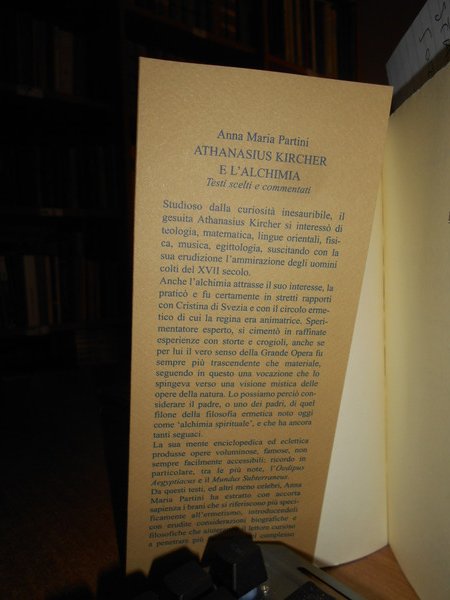 Anna Maria Partini
ATHANASIUS KIRCHER
E L'ALCHIMIA
Testi scelti e commentati
Studioso dalla curiosità inesauribile, il
gesuita Athanasius Kircher si interessò di
teologia, matematica, lingue orientali, fisi-
ca, musica, egittologia, suscitando con la
sua erudizione l'ammirazione degli uomini
colti del XVII secolo.
Anche l'alchimia attrasse il suo interesse, la
praticò e fu certamente in stretti rapporti
con Cristina di Svezia e con il circolo erme-
tico di cui la regina era animatrice. Speri-
mentatore esperto, si cimentò in raffinate
esperienze con storte e crogioli, anche se
per lui il vero senso della Grande Opera fu
sempre più trascendente che materiale,
seguendo in questo una vocazione che lo
spingeva verso una visione mistica delle
opere della natura. Lo possiamo perciò con-
siderare il padre, o uno dei padri, di quel
filone della filosofia ermetica noto oggi
come 'alchimia spirituale', e che ha ancora
tanti seguaci.
La sua mente enciclopedica ed eclettica
produsse opere voluminose, famose, non
sempre facilmente accessibili: ricordo in
particolare, tra le più note, l'Oedipus
Aegyptiacus e il Mundus Subterraneus.
Da questi testi, ed altri meno celebri, Anna
Maria Partini ha estratto con accorta
sapienza i brani che si riferiscono più speci-
ficamente all'ermetismo, introducendoli
con erudite considerazioni biografiche e
filosofiche che il lettore curioso
a penetrare più complesso